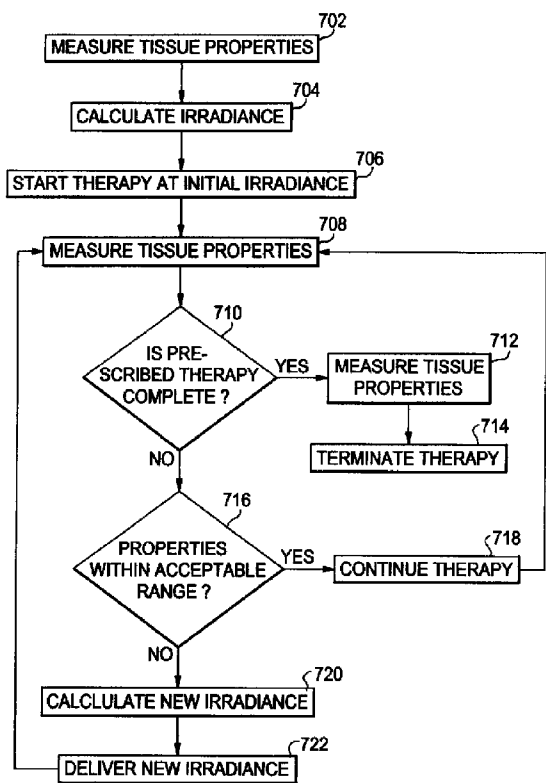 702
MEASURE TISSUE PROPERTIES
704
CALCULATE IRRADIANCE
706
START THERAPY AT INITIAL IRRADIANCE
708
MEASURE TISSUE PROPERTIES
710
IS PRE-
SCRIBED THERAPY
COMPLETE ?
YES
712
MEASURE TISSUE
PROPERTIES
714
TERMINATE THERAPY
NO
716
PROPERTIES
WITHIN ACCEPTABLE
RANGE ?
YES
718
CONTINUE THERAPY
NO
720
CALCLULATE NEW IRRADIANCE
722
DELIVER NEW IRRADIANCE